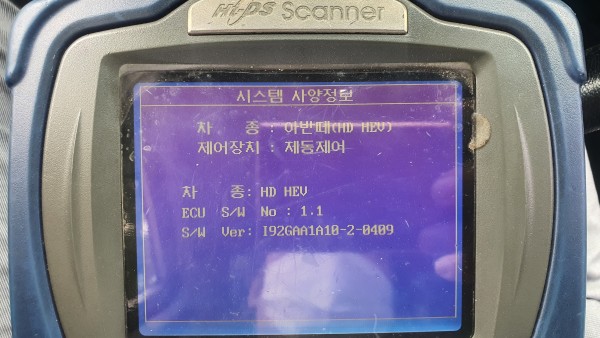 Hi-DS Scanner
시스템 사양정보
차 종 : 아반떼(HD HEV)
제어장치 : 제동제어
차 종: HD HEV
ECU S/W No : 1.1
S/W Ver: I92GAA1A10-2-0409